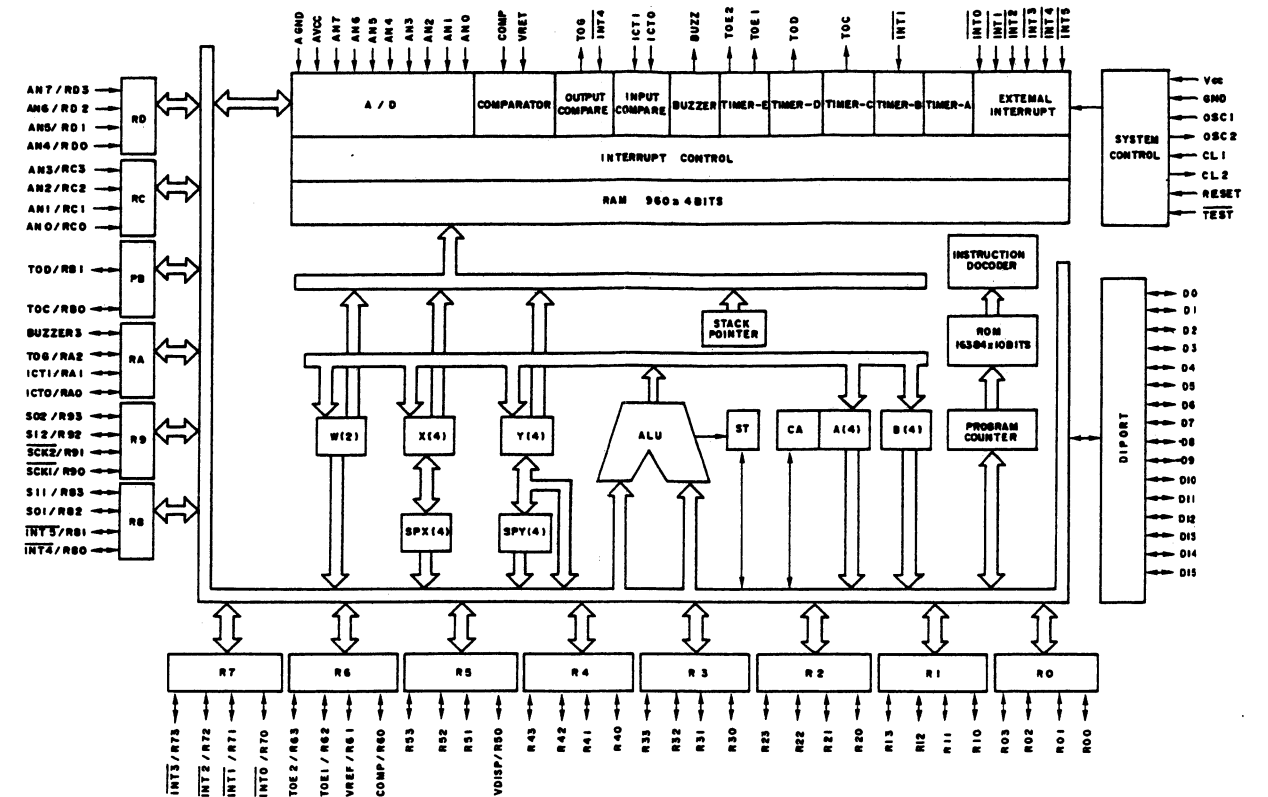 AGND
AVCC
AN7
AN6
AN5
AN4
AN3
AN2
AN1
AN0
COMP
VRET
TOG
INT4
ICT1
ICT0
BUZZ
TOE2
TOE1
TOD
TOC
INT1
INT0
INT1
INT2
INT3
INT4
INT5
A/D
COMPARATOR
OUTPUT
COMPARE
INPUT
COMPARE
BUZZER
TIMER-E
TIMER-D
TIMER-C
TIMER-B
TIMER-A
EXTEMAL
INTERRUPT
INTERRUPT CONTROL
RAM 960x4BITS
SYSTEM
CONTROL
Vcc
GND
OSC1
OSC2
CL1
CL2
RESET
TEST
AN7/RD3
AN6/RD2
AN5/RD1
AN4/RD0
RD
AN3/RC3
AN2/RC2
AN1/RC1
AN0/RC0
RC
TOD/RB1
TOC/RB0
PB
BUZZER3
TOG/RA2
ICT1/RA1
ICT0/RA0
RA
SO2/R93
SI2/R92
SCK2/R91
SCK1/R90
R9
SI1/R83
SO1/R82
INT5/R81
INT4/R80
R8
INSTRUCTION
DOCODER
ROM
16384x10BITS
PROGRAM
COUNTER
STACK
POINTER
W(2)
X(4)
Y(4)
ALU
ST
CA
A(4)
B(4)
SPX(4)
SPY(4)
DIPORT
D0
D1
D2
D3
D4
D5
D6
D7
D8
D9
D10
D11
D12
D13
D14
D15
R7
R6
R5
R4
R3
R2
R1
R0
INT3/R73
INT2/R72
INT1/R71
INT0/R70
TOE2/R63
TOE1/R62
VREF/R61
COMP/R60
R53
R52
R51
VDISP/R50
R43
R42
R41
R40
R33
R32
R31
R30
R23
R22
R21
R20
R13
R12
R11
R10
R03
R02
R01
R00